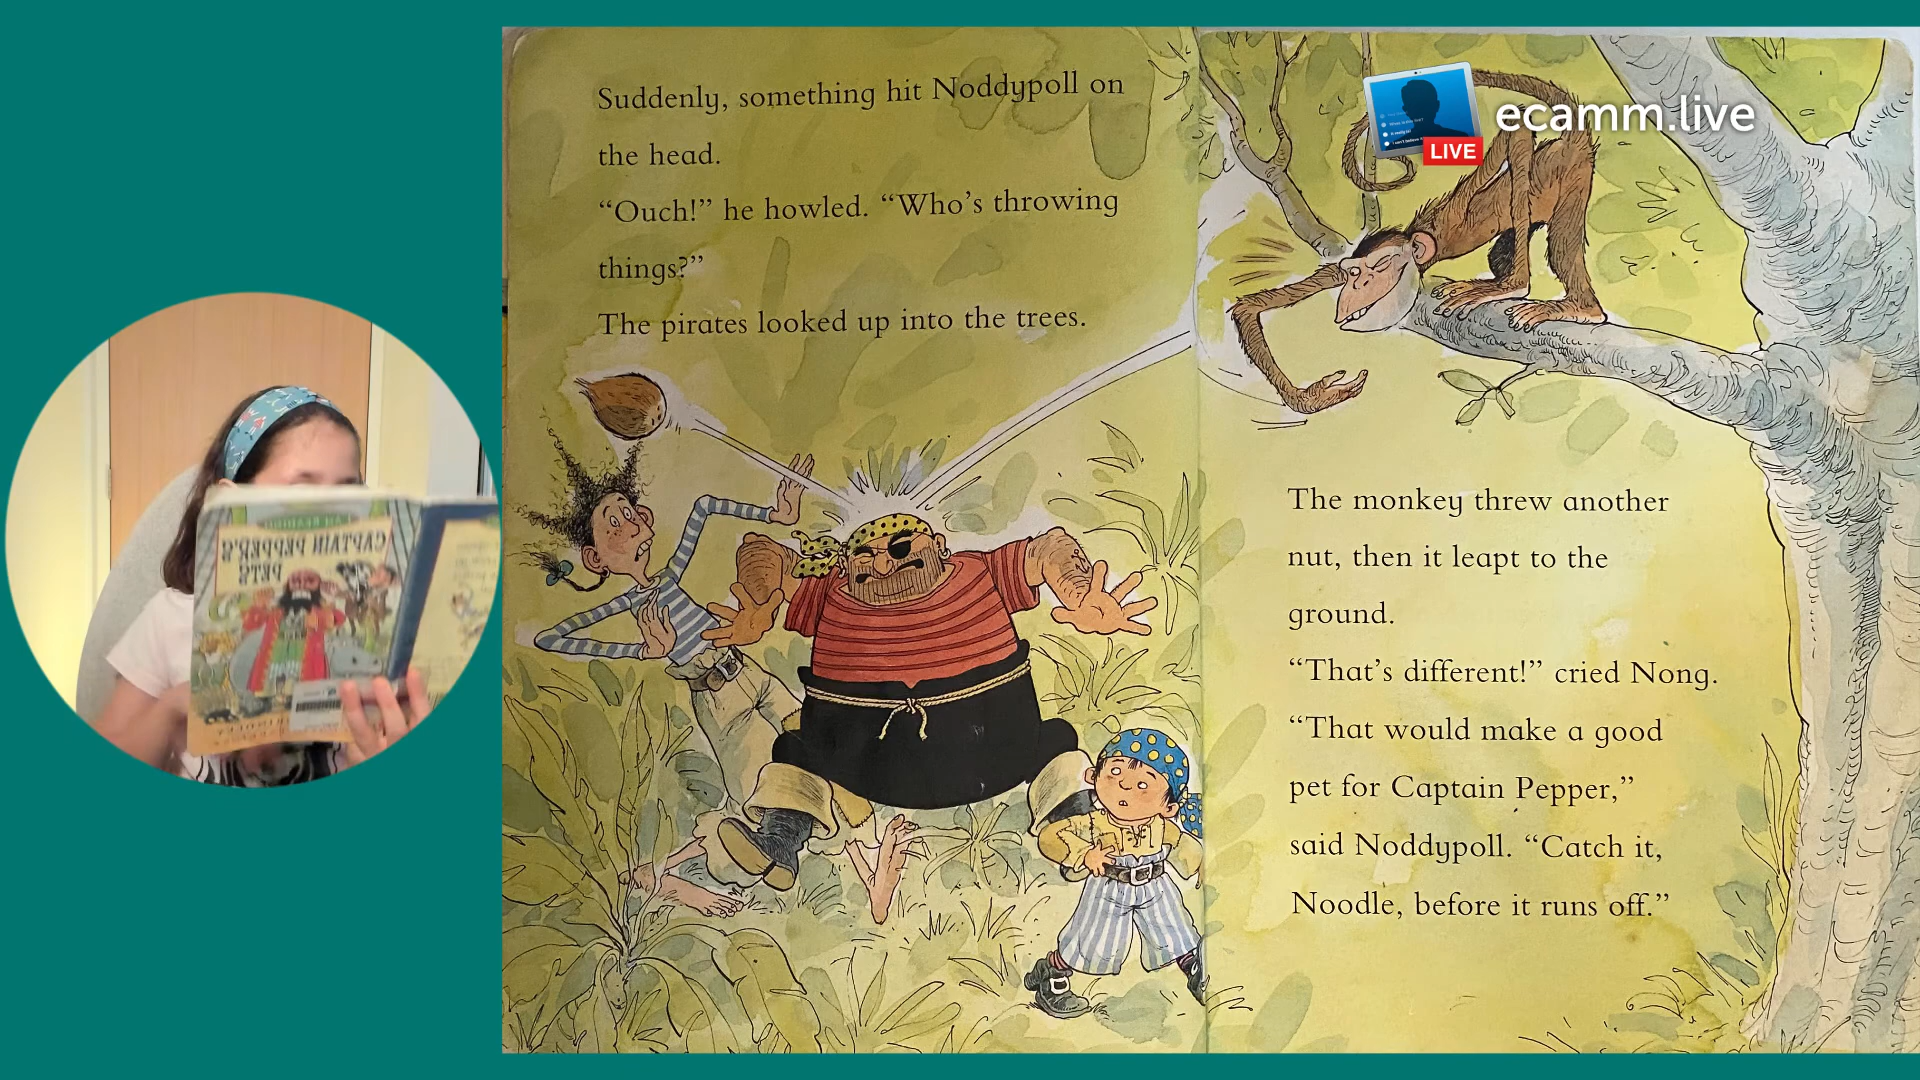 Suddenly, something hit Noddypoll on
the head.
“Ouch!” he howled. “Who’s throwing
things?”
The pirates looked up into the trees.
The monkey threw another
nut, then it leapt to the
ground.
“That’s different!” cried Nong.
“That would make a good
pet for Captain Pepper,”
said Noddypoll. “Catch it,
Noodle, before it runs off.”
ecamm.live
LIVE
CAPTAIN PEPPER'S
PETS